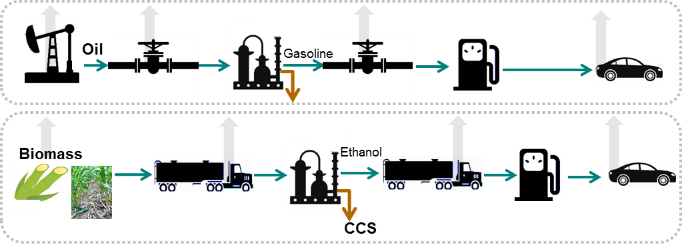 Oil
Gasoline
Biomass
Ethanol
CCS